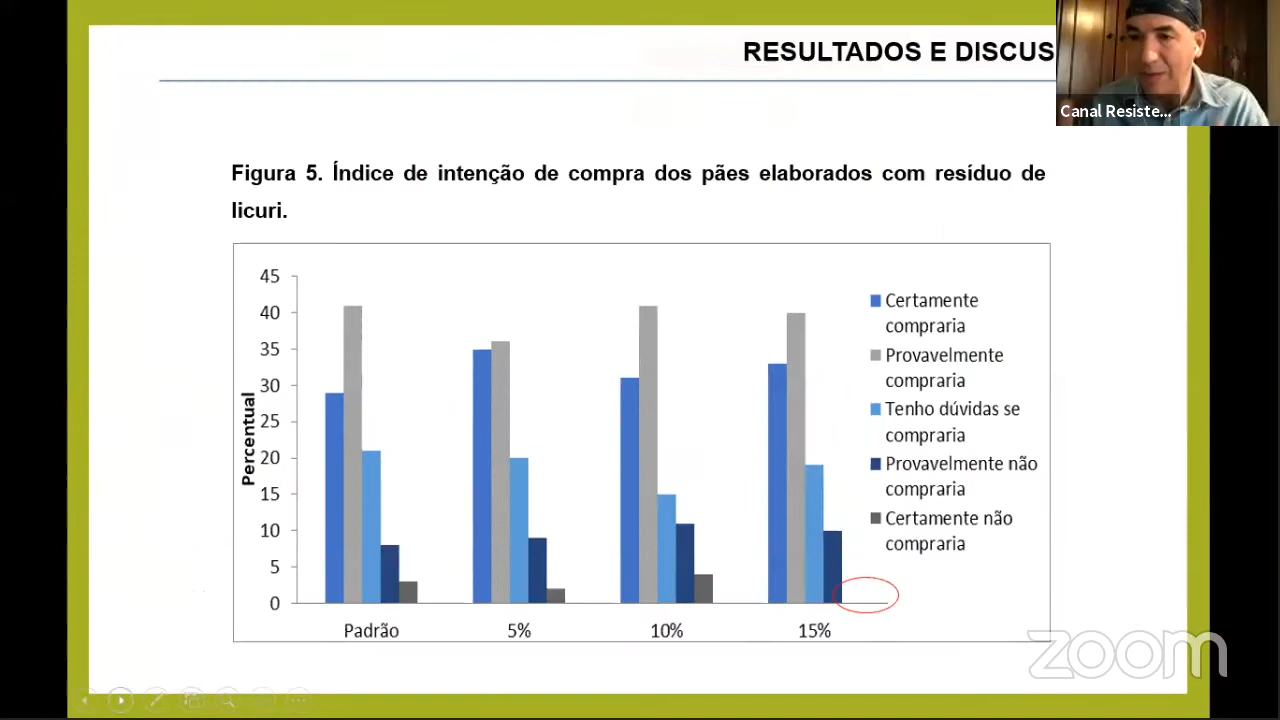 RESULTADOS E DISCUS
Canal Resiste...
Figura 5. Índice de intenção de compra dos pães elaborados com resíduo de
licuri.
45
40
35
30
25
20
15
10
5
0
Percentual
Padrão
5%
10%
15%
Certamente
compraria
Provavelmente
compraria
Tenho dúvidas se
compraria
Provavelmente não
compraria
Certamente não
compraria
zoom